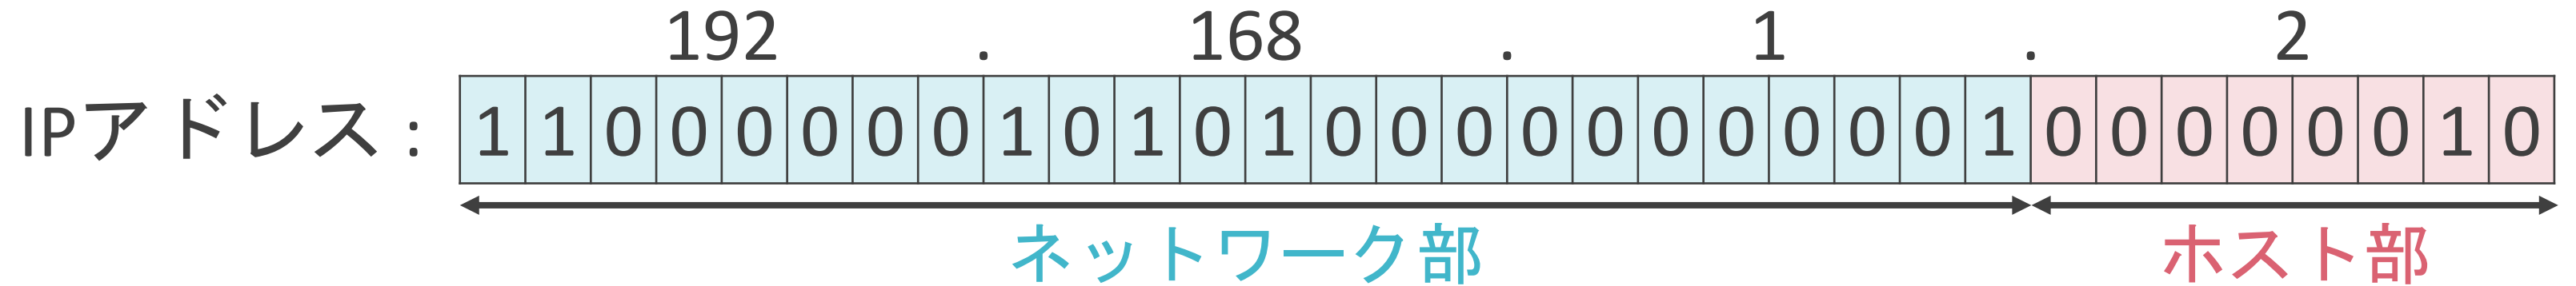 192 . 168 . 1 . 2
IPアドレス : 1 1 0 0 0 0 0 0 1 0 1 0 1 0 0 0 0 0 0 0 0 0 0 1 0 0 0 0 0 0 1 0
ネットワーク部 ホスト部